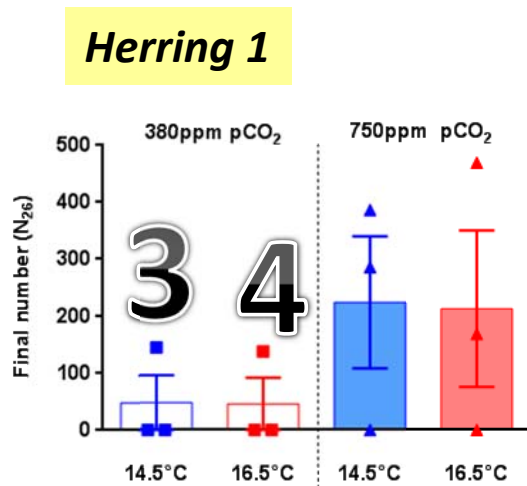 Herring 1
380ppm pCO₂ 750ppm pCO₂
Final number (N₂₆)
500
400
300
200
100
0
3 4
14.5°C 16.5°C 14.5°C 16.5°C